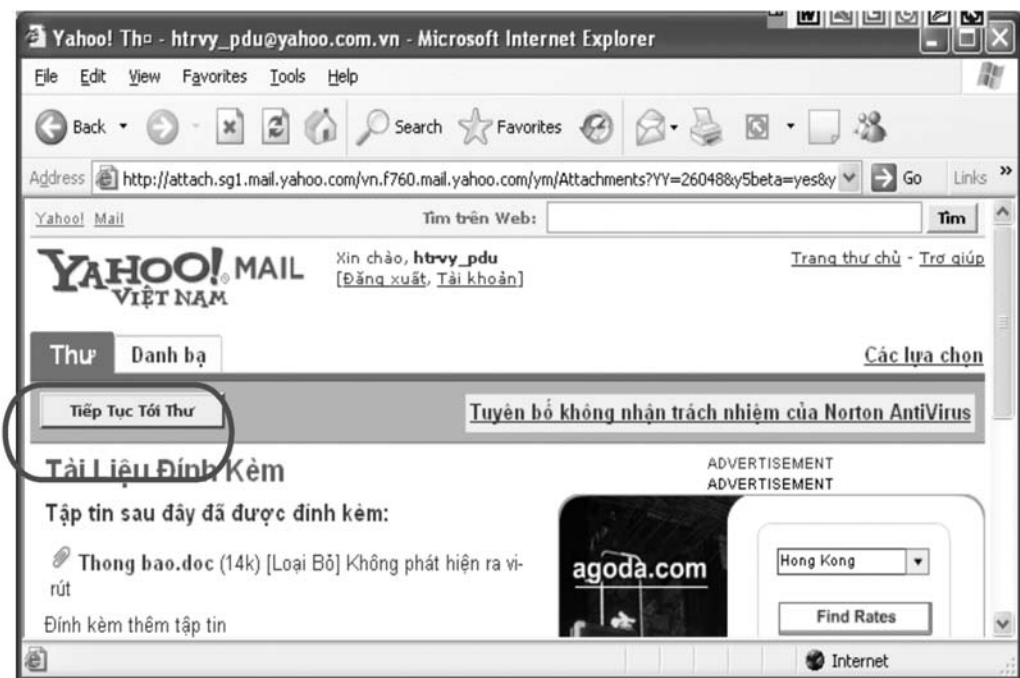 Yahoo! Th¤ - htrvy_pdu@yahoo.com.vn - Microsoft Internet Explorer
File Edit View Favorites Tools Help
Back Search Favorites
Address http://attach.sg1.mail.yahoo.com/vn.f760.mail.yahoo.com/ym/Attachments?YY=26048&y5beta=yes&y Go Links »
Yahoo! Mail Tìm trên Web: Tìm
YAHOO! MAIL Xin chào, htrvy_pdu Trang thư chủ - Trợ giúp
VIỆT NAM [Đăng xuất, Tài khoản]
Thư Danh bạ Các lựa chọn
Tiếp Tục Tới Thư Tuyên bố không nhận trách nhiệm của Norton AntiVirus
Tài Liệu Đính Kèm ADVERTISEMENT
ADVERTISEMENT
Tập tin sau đây đã được đính kèm:
Thong bao.doc (14k) [Loại Bỏ] Không phát hiện ra vi-
rút
agoda.com Hong Kong
Đính kèm thêm tập tin Find Rates
Internet